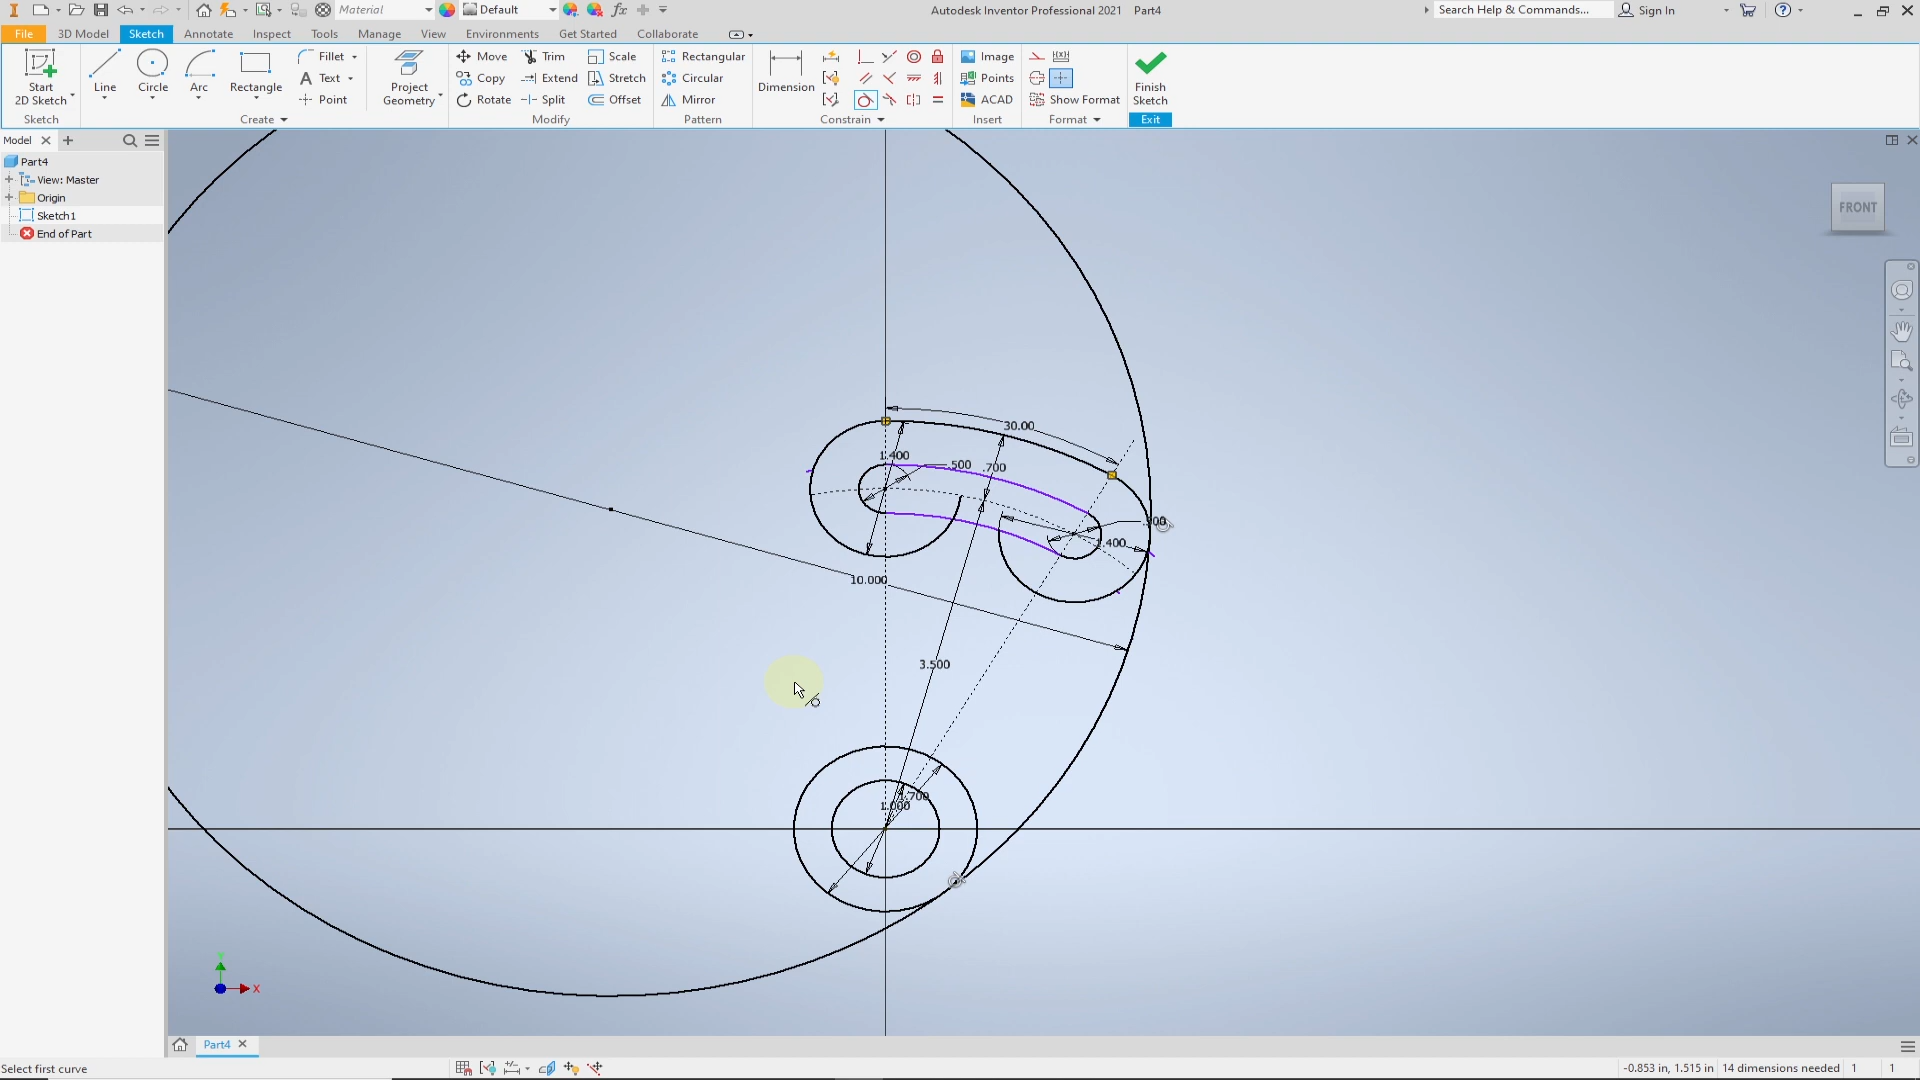 Material
Default
Autodesk Inventor Professional 2021 Part4
Search Help & Commands...
Sign In
File
3D Model
Sketch
Annotate
Inspect
Tools
Manage
View
Environments
Get Started
Collaborate
Start
2D Sketch
Line
Circle
Arc
Rectangle
Fillet
Text
Point
Project
Geometry
Move
Copy
Rotate
Trim
Extend
Split
Scale
Stretch
Offset
Rectangular
Circular
Mirror
Dimension
Image
Points
ACAD
Show Format
Finish
Sketch
Sketch
Create
Modify
Pattern
Constrain
Insert
Format
Exit
Model
Part4
View: Master
Origin
Sketch1
End of Part
FRONT
30.00
1.400
.500
.700
1.400
10.000
3.500
1.700
1.000
X
Part4
Select first curve
-0.853 in, 1.515 in
14 dimensions needed
1
1